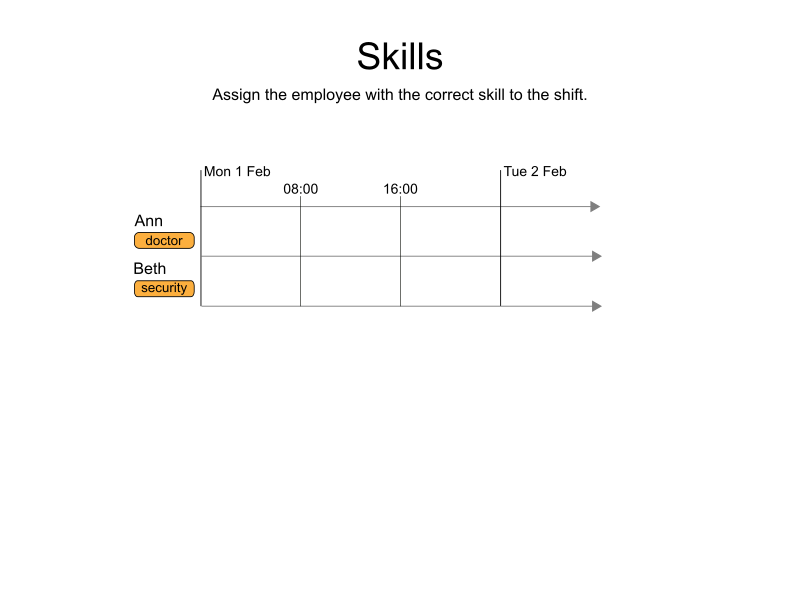 Skills
Assign the employee with the correct skill to the shift.
Mon 1 Feb
Tue 2 Feb
08:00
16:00
Ann
doctor
Beth
security